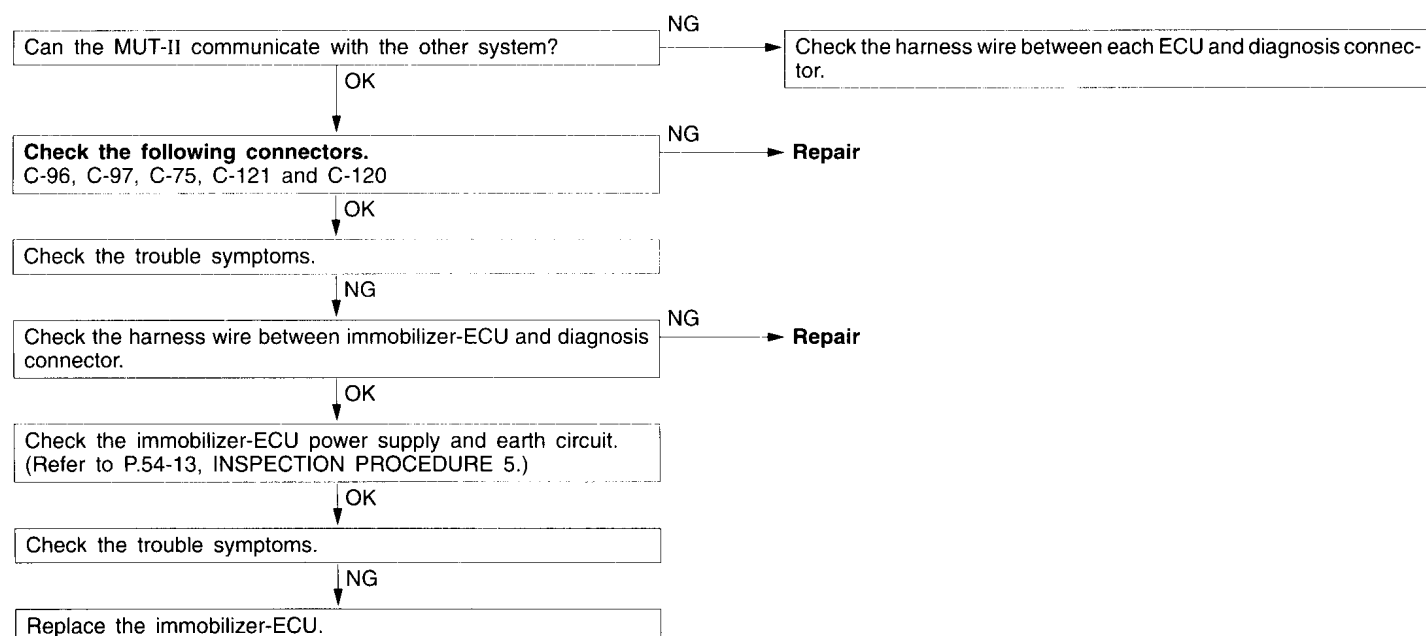 NG
Can the MUT-II communicate with the other system?
Check the harness wire between each ECU and diagnosis connec-
tor.
OK
NG
Check the following connectors.
C-96, C-97, C-75, C-121 and C-120
Repair
OK
Check the trouble symptoms.
NG
NG
Check the harness wire between immobilizer-ECU and diagnosis
connector.
Repair
OK
Check the immobilizer-ECU power supply and earth circuit.
(Refer to P.54-13, INSPECTION PROCEDURE 5.)
OK
Check the trouble symptoms.
NG
Replace the immobilizer-ECU.